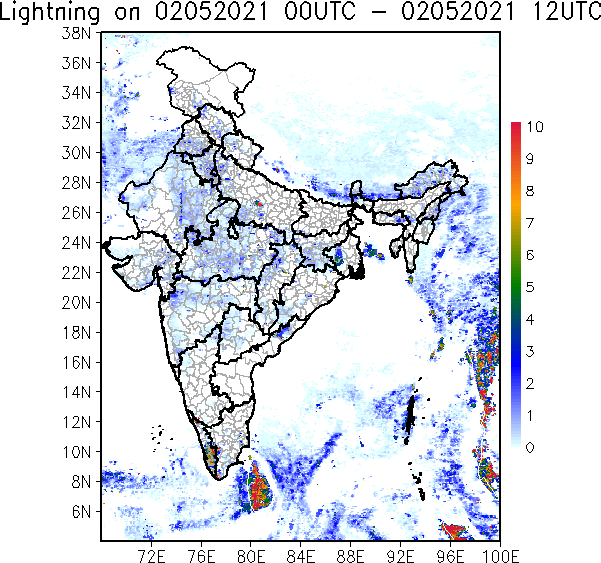 Lightning on 02052021 00UTC – 02052021 12UTC
38N
36N
34N
32N
30N
28N
26N
24N
22N
20N
18N
16N
14N
12N
10N
8N
6N
72E 76E 80E 84E 88E 92E 96E 100E
10
9
8
7
6
5
4
3
2
1
0